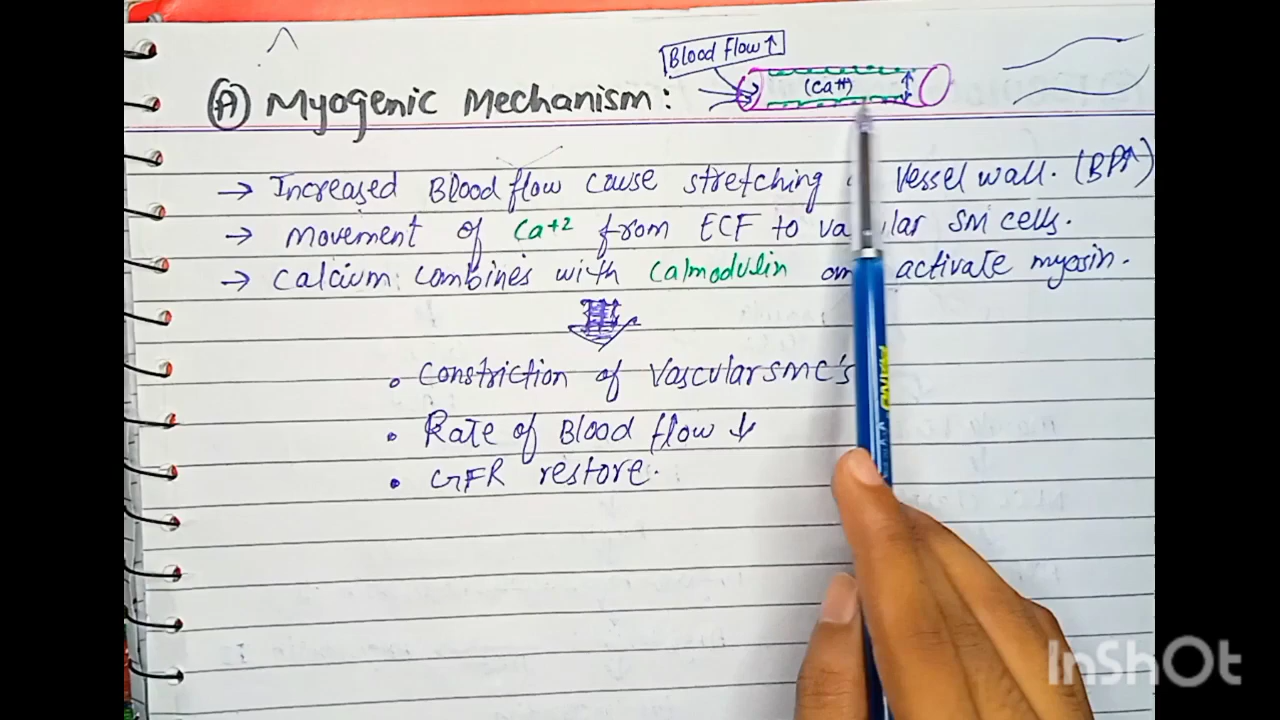 Blood flow ↑
(Ca++)
(A) Myogenic Mechanism:
→ Increased Blood flow cause stretching vessel wall. (BP↑)
→ Movement of Ca+2 from ECF to SM cells.
→ Calcium combines with Calmodulin activate myosin.
• Constriction of Vascular SMC's
• Rate of Blood flow ↓
• GFR restore.
InShOt